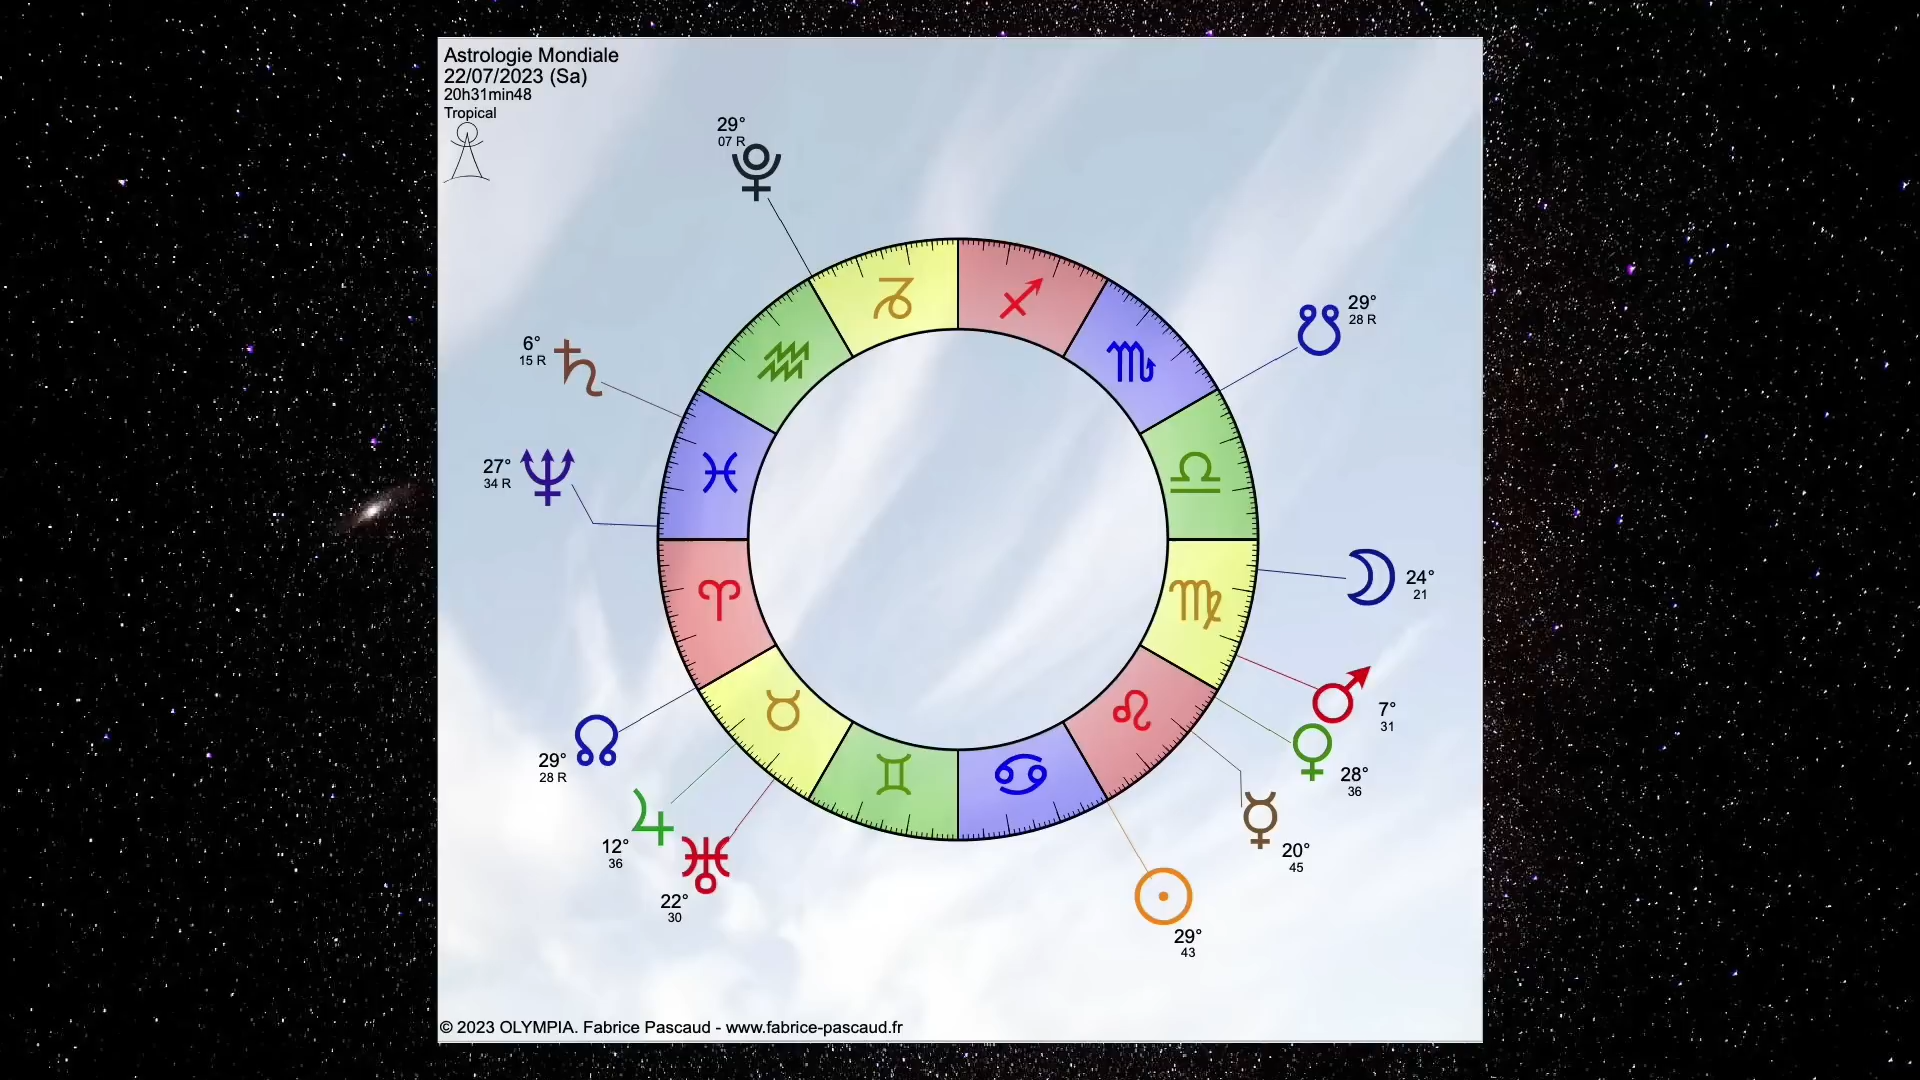 Astrologie Mondiale
22/07/2023 (Sa)
20h31min48
Tropical
29°
07 R
29°
28 R
6°
15 R
27°
34 R
24°
21
7°
31
29°
28 R
28°
36
12°
36
20°
45
22°
30
29°
43
© 2023 OLYMPIA. Fabrice Pascaud - www.fabrice-pascaud.fr